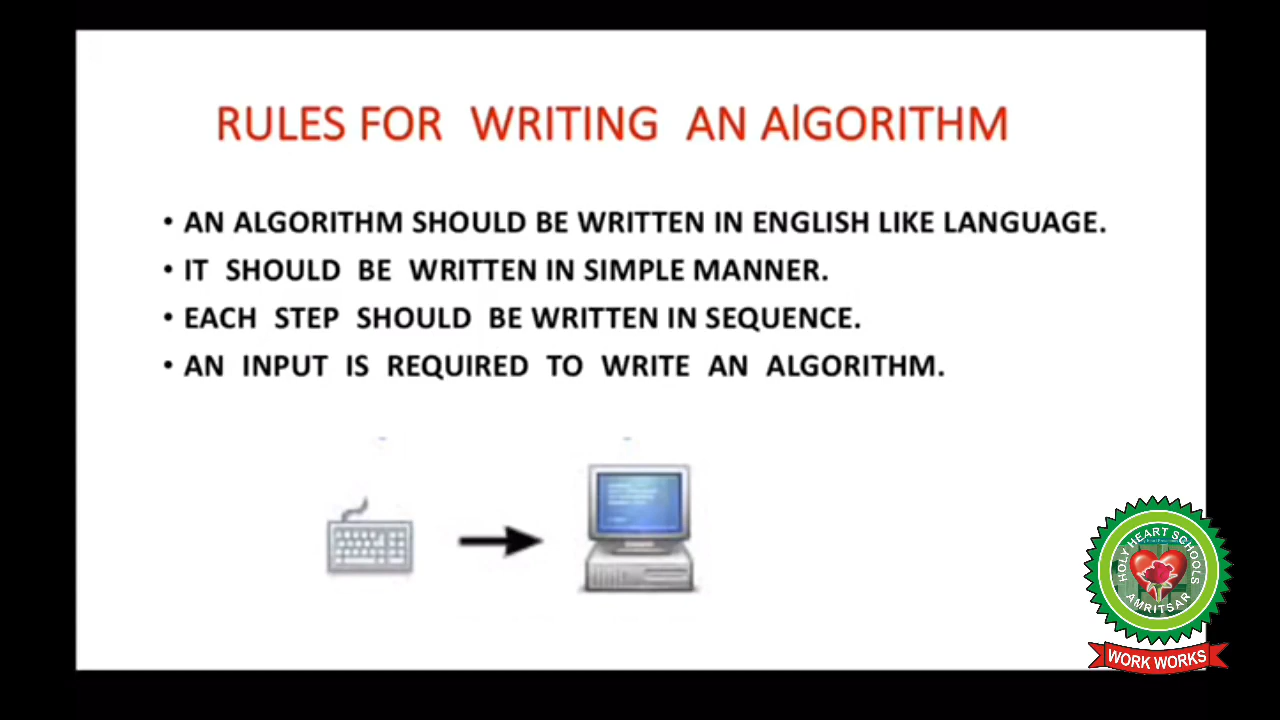 RULES FOR WRITING AN AlGORITHM
• AN ALGORITHM SHOULD BE WRITTEN IN ENGLISH LIKE LANGUAGE.
• IT SHOULD BE WRITTEN IN SIMPLE MANNER.
• EACH STEP SHOULD BE WRITTEN IN SEQUENCE.
• AN INPUT IS REQUIRED TO WRITE AN ALGORITHM.
HOLY HEART SCHOOLS
AMRITSAR
WORK WORKS